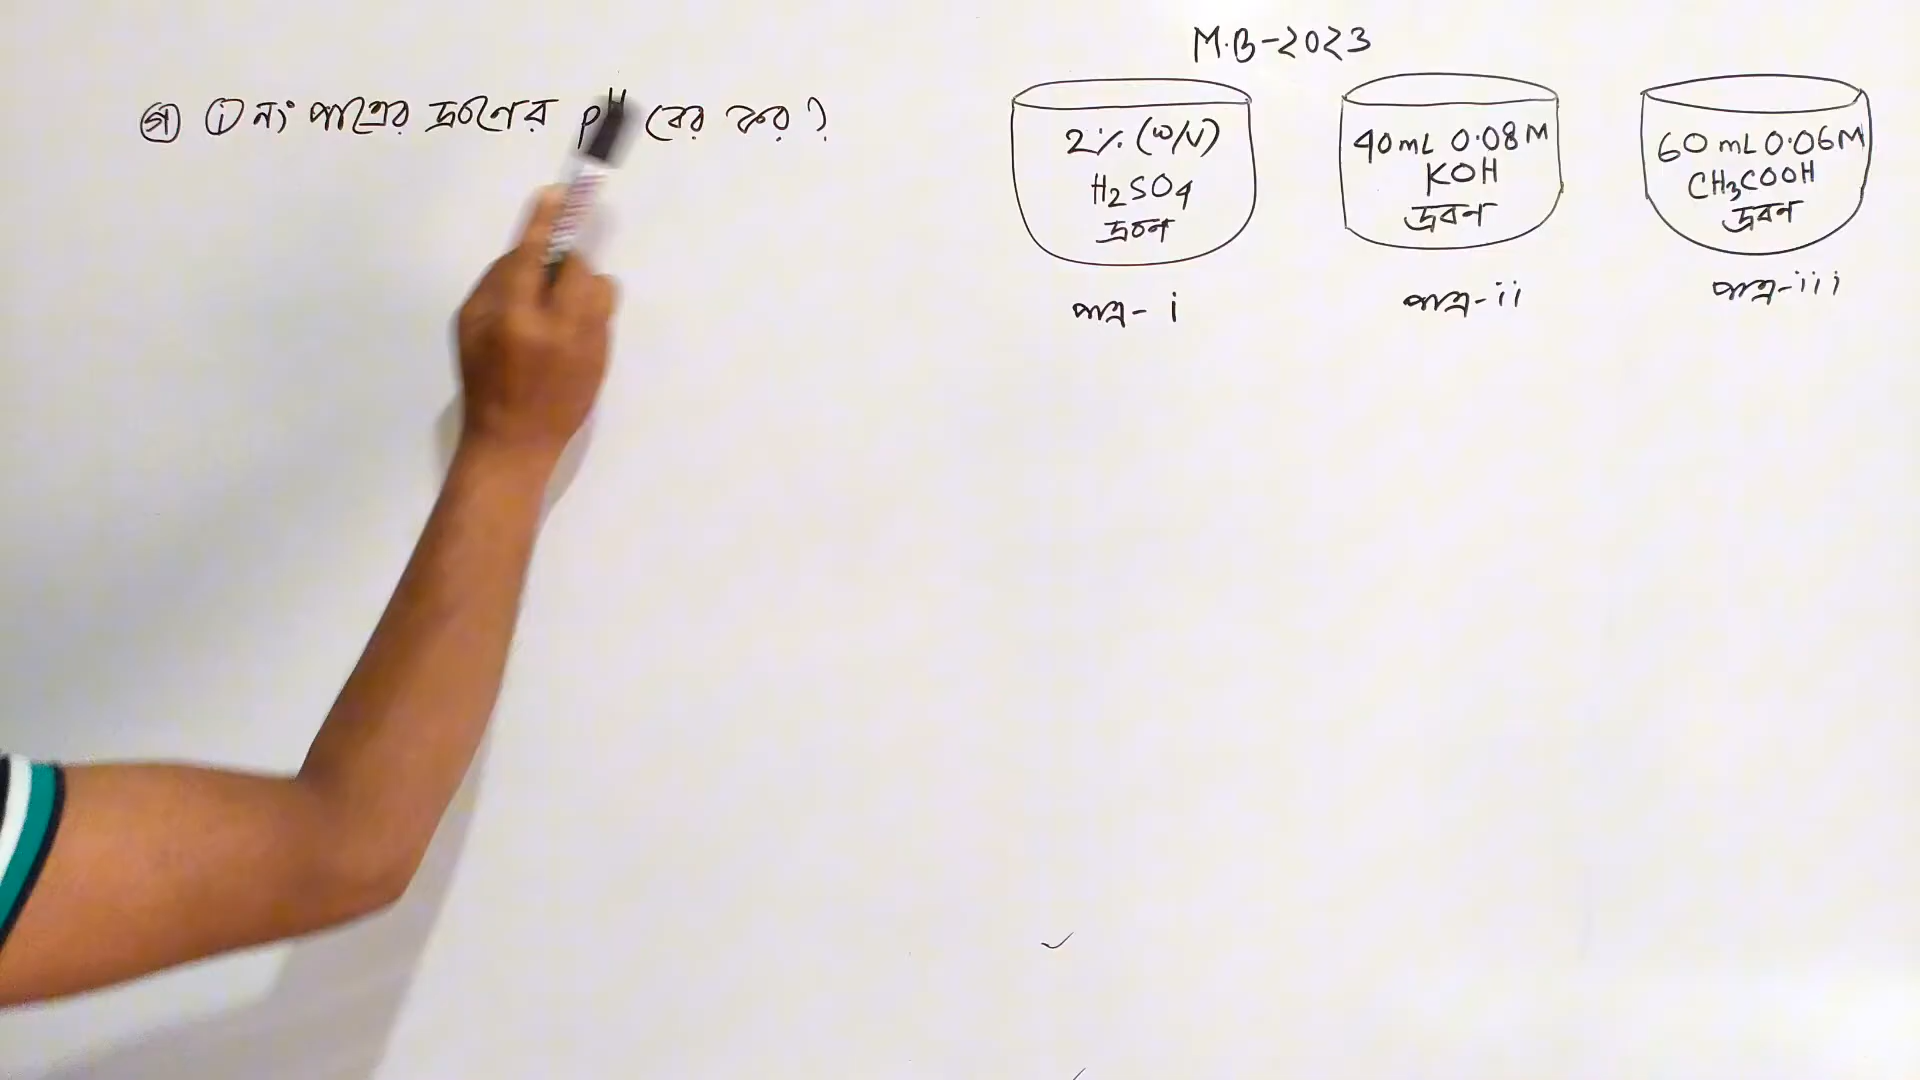 M.B-2023
গ i নং পাত্রের দ্রবণের pH বের কর?
2% (w/v)
H₂SO₄
দ্রবণ
পাত্র- i
40mL 0.08M
KOH
দ্রবণ
পাত্র-ii
60 mL 0.06M
CH₃COOH
দ্রবণ
পাত্র-iii